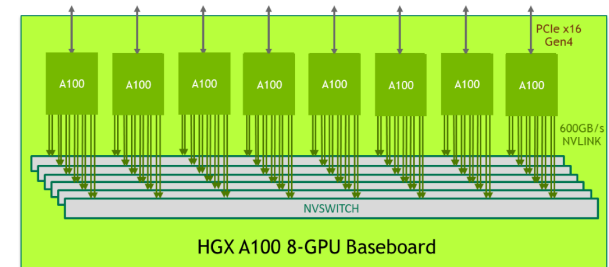 PCIe x16
Gen4
A100 A100 A100 A100 A100 A100 A100 A100
600GB/s
NVLINK
NVSWITCH
HGX A100 8-GPU Baseboard